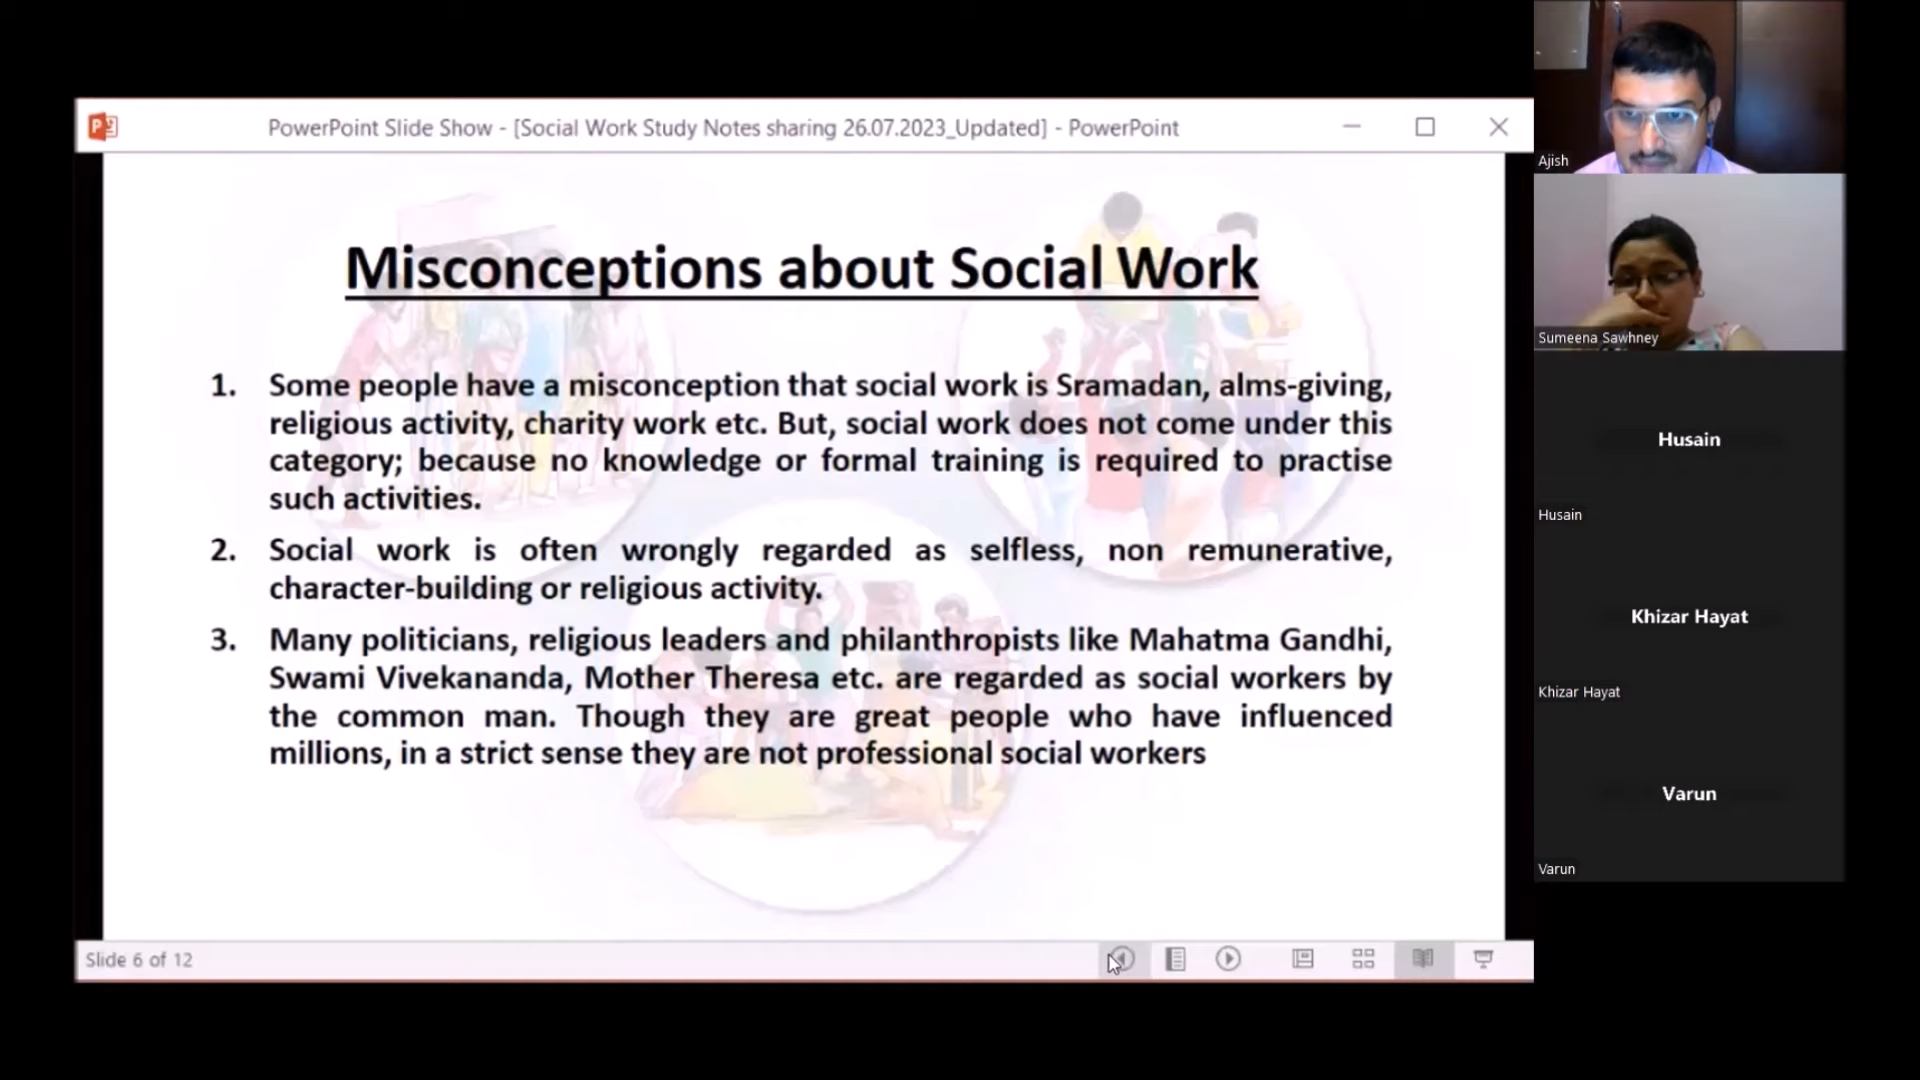 PowerPoint Slide Show - [Social Work Study Notes sharing 26.07.2023_Updated] - PowerPoint
Misconceptions about Social Work
1. Some people have a misconception that social work is Sramadan, alms-giving,
religious activity, charity work etc. But, social work does not come under this
category; because no knowledge or formal training is required to practise
such activities.
2. Social work is often wrongly regarded as selfless, non remunerative,
character-building or religious activity.
3. Many politicians, religious leaders and philanthropists like Mahatma Gandhi,
Swami Vivekananda, Mother Theresa etc. are regarded as social workers by
the common man. Though they are great people who have influenced
millions, in a strict sense they are not professional social workers
Slide 6 of 12
Ajish
Sumeena Sawhney
Husain
Husain
Khizar Hayat
Khizar Hayat
Varun
Varun